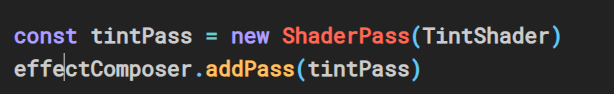 const tintPass = new ShaderPass(TintShader)
effectComposer.addPass(tintPass)